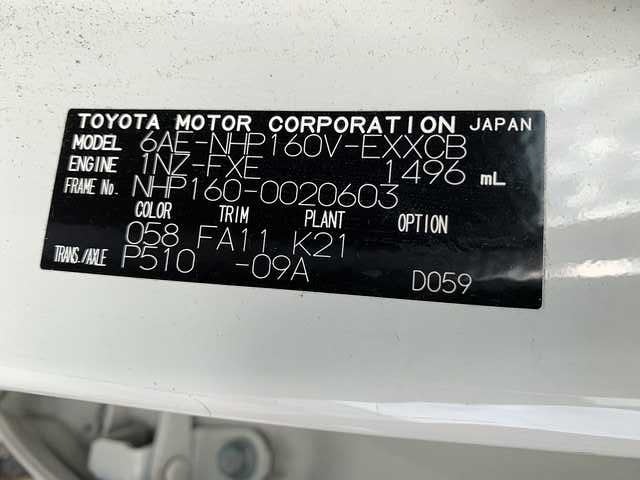 TOYOTA MOTOR CORPORATION JAPAN
MODEL 6AE-NHP160V-EXXCB
ENGINE 1NZ-FXE 1496 mL
FRAME No. NHP160-0020603
COLOR TRIM PLANT OPTION
058 FA11 K21
TRANS./AXLE P510 -09A D059